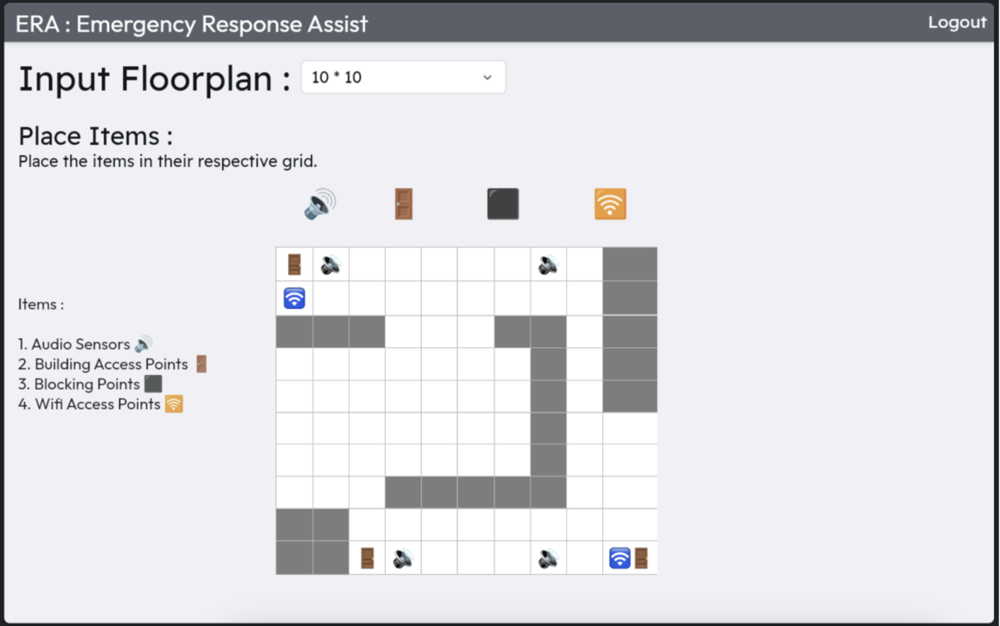 ERA : Emergency Response Assist
Logout
Input Floorplan :
10 * 10
Place Items :
Place the items in their respective grid.
Items :
1. Audio Sensors
2. Building Access Points
3. Blocking Points
4. Wifi Access Points